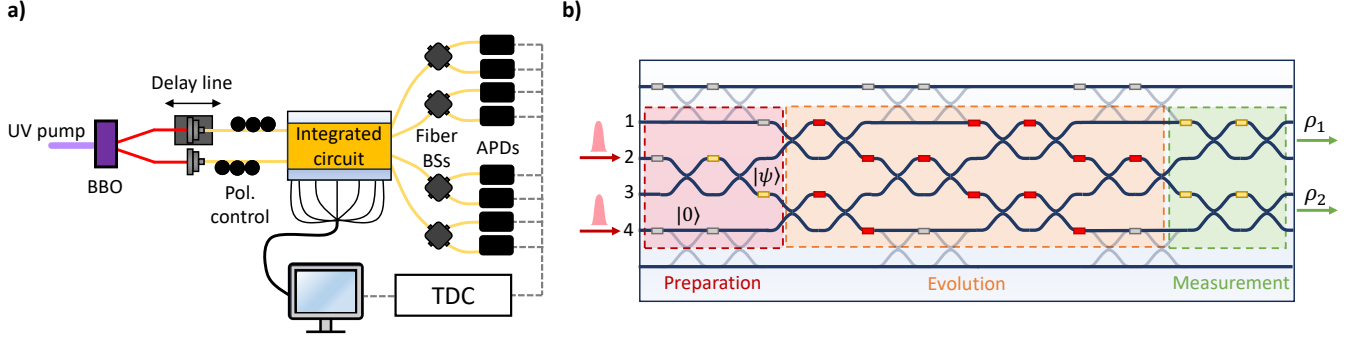 a)
Delay line
UV pump
BBO
Pol.
control
Integrated
circuit
Fiber
BSs
APDs
TDC
b)
1
2
3
4
|ψ⟩
|0⟩
ρ1
ρ2
Preparation
Evolution
Measurement